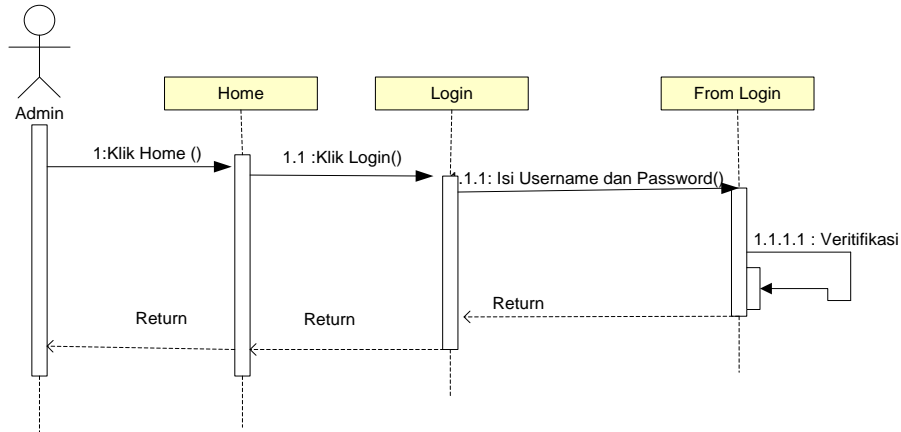 Home
Login
From Login
Admin
1:Klik Home ()
1.1 :Klik Login()
1.1.1: Isi Username dan Password()
1.1.1.1 : Veritifikasi
Return
Return
Return